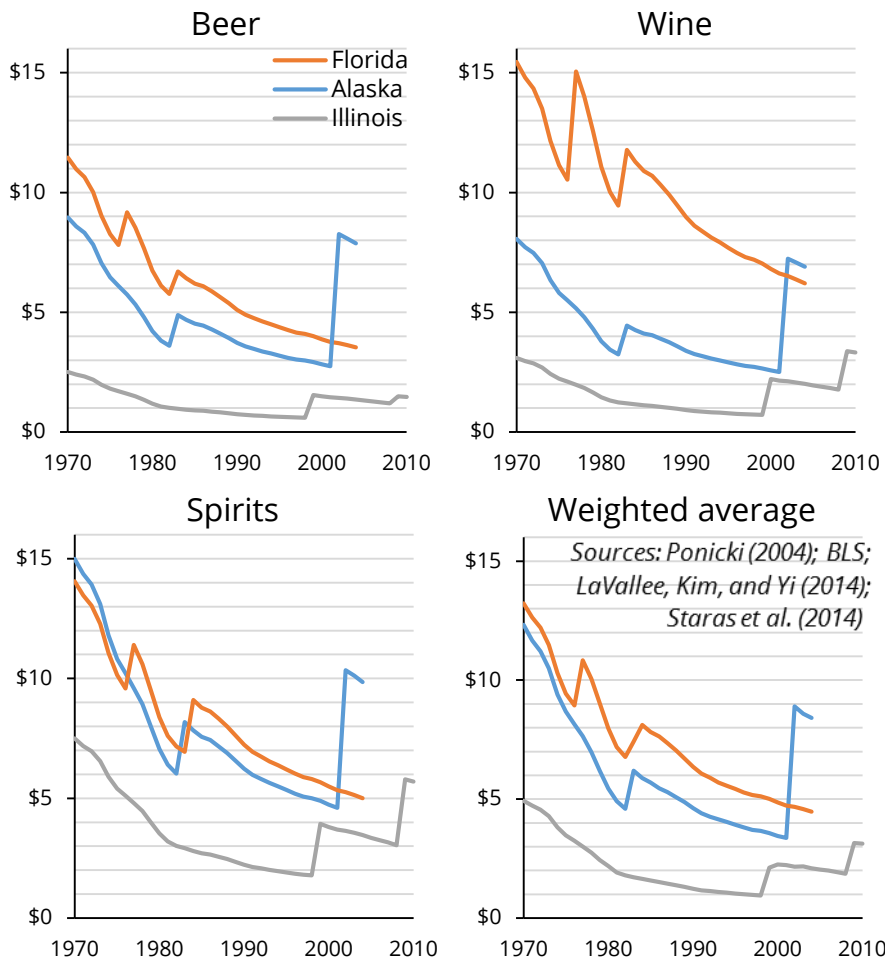 Beer
$15
$10
$5
$0
Florida
Alaska
Illinois
1970 1980 1990 2000 2010
Wine
$15
$10
$5
$0
1970 1980 1990 2000 2010
Spirits
$15
$10
$5
$0
1970 1980 1990 2000 2010
Weighted average
$15
$10
$5
$0
Sources: Ponicki (2004); BLS;
LaVallee, Kim, and Yi (2014);
Staras et al. (2014)
1970 1980 1990 2000 2010